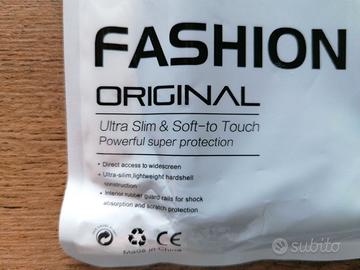 FASHION
ORIGINAL
Ultra Slim & Soft-to Touch
Powerful super protection
• Direct access to widescreen
• Ultra-silm,lightweight hardshell
construction
• Interior rubber guard rails for shock
absorption and scratch protection.
CE
Made in China
subito